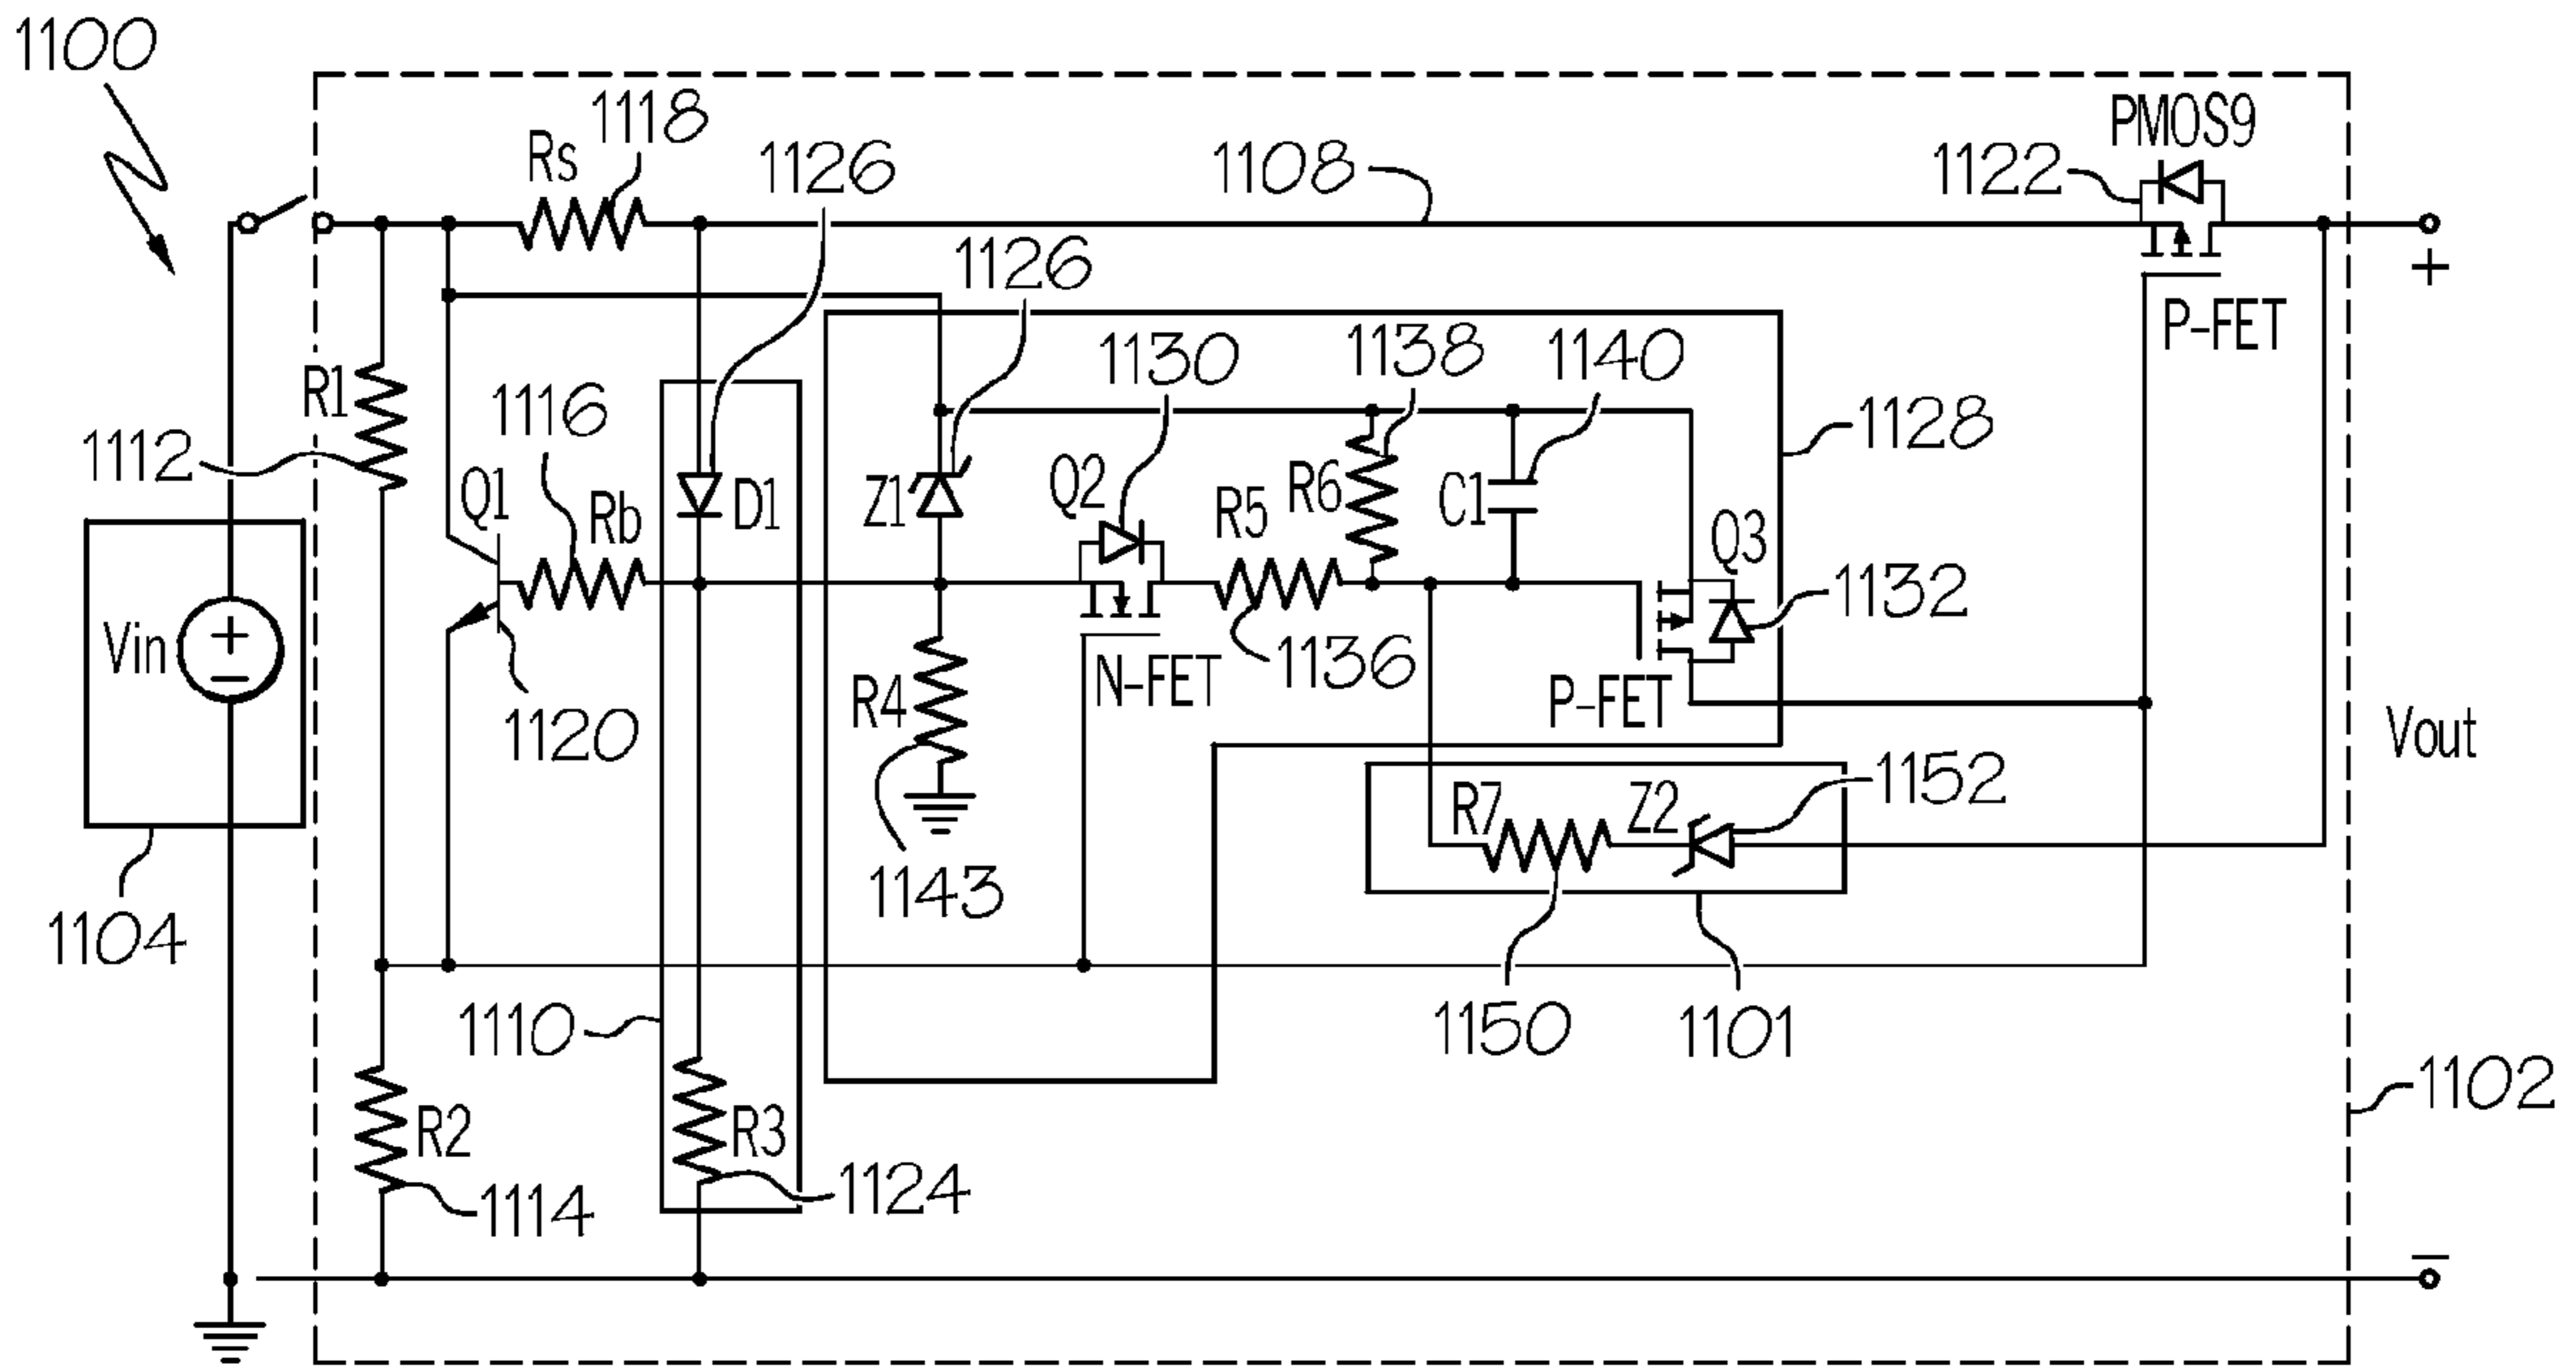 1100
Rs
1118
1126
1108
1122
PMOS9
P-FET
+
1126
1130
1138
1140
1128
R1
1112
1116
Q1
Rb
D1
Z1
Q2
R5
R6
C1
Q3
1132
Vin
+
−
1120
R4
N-FET
1136
P-FET
Vout
1143
R7
Z2
1152
1104
1110
1150
1101
1102
R2
1114
R3
1124
−